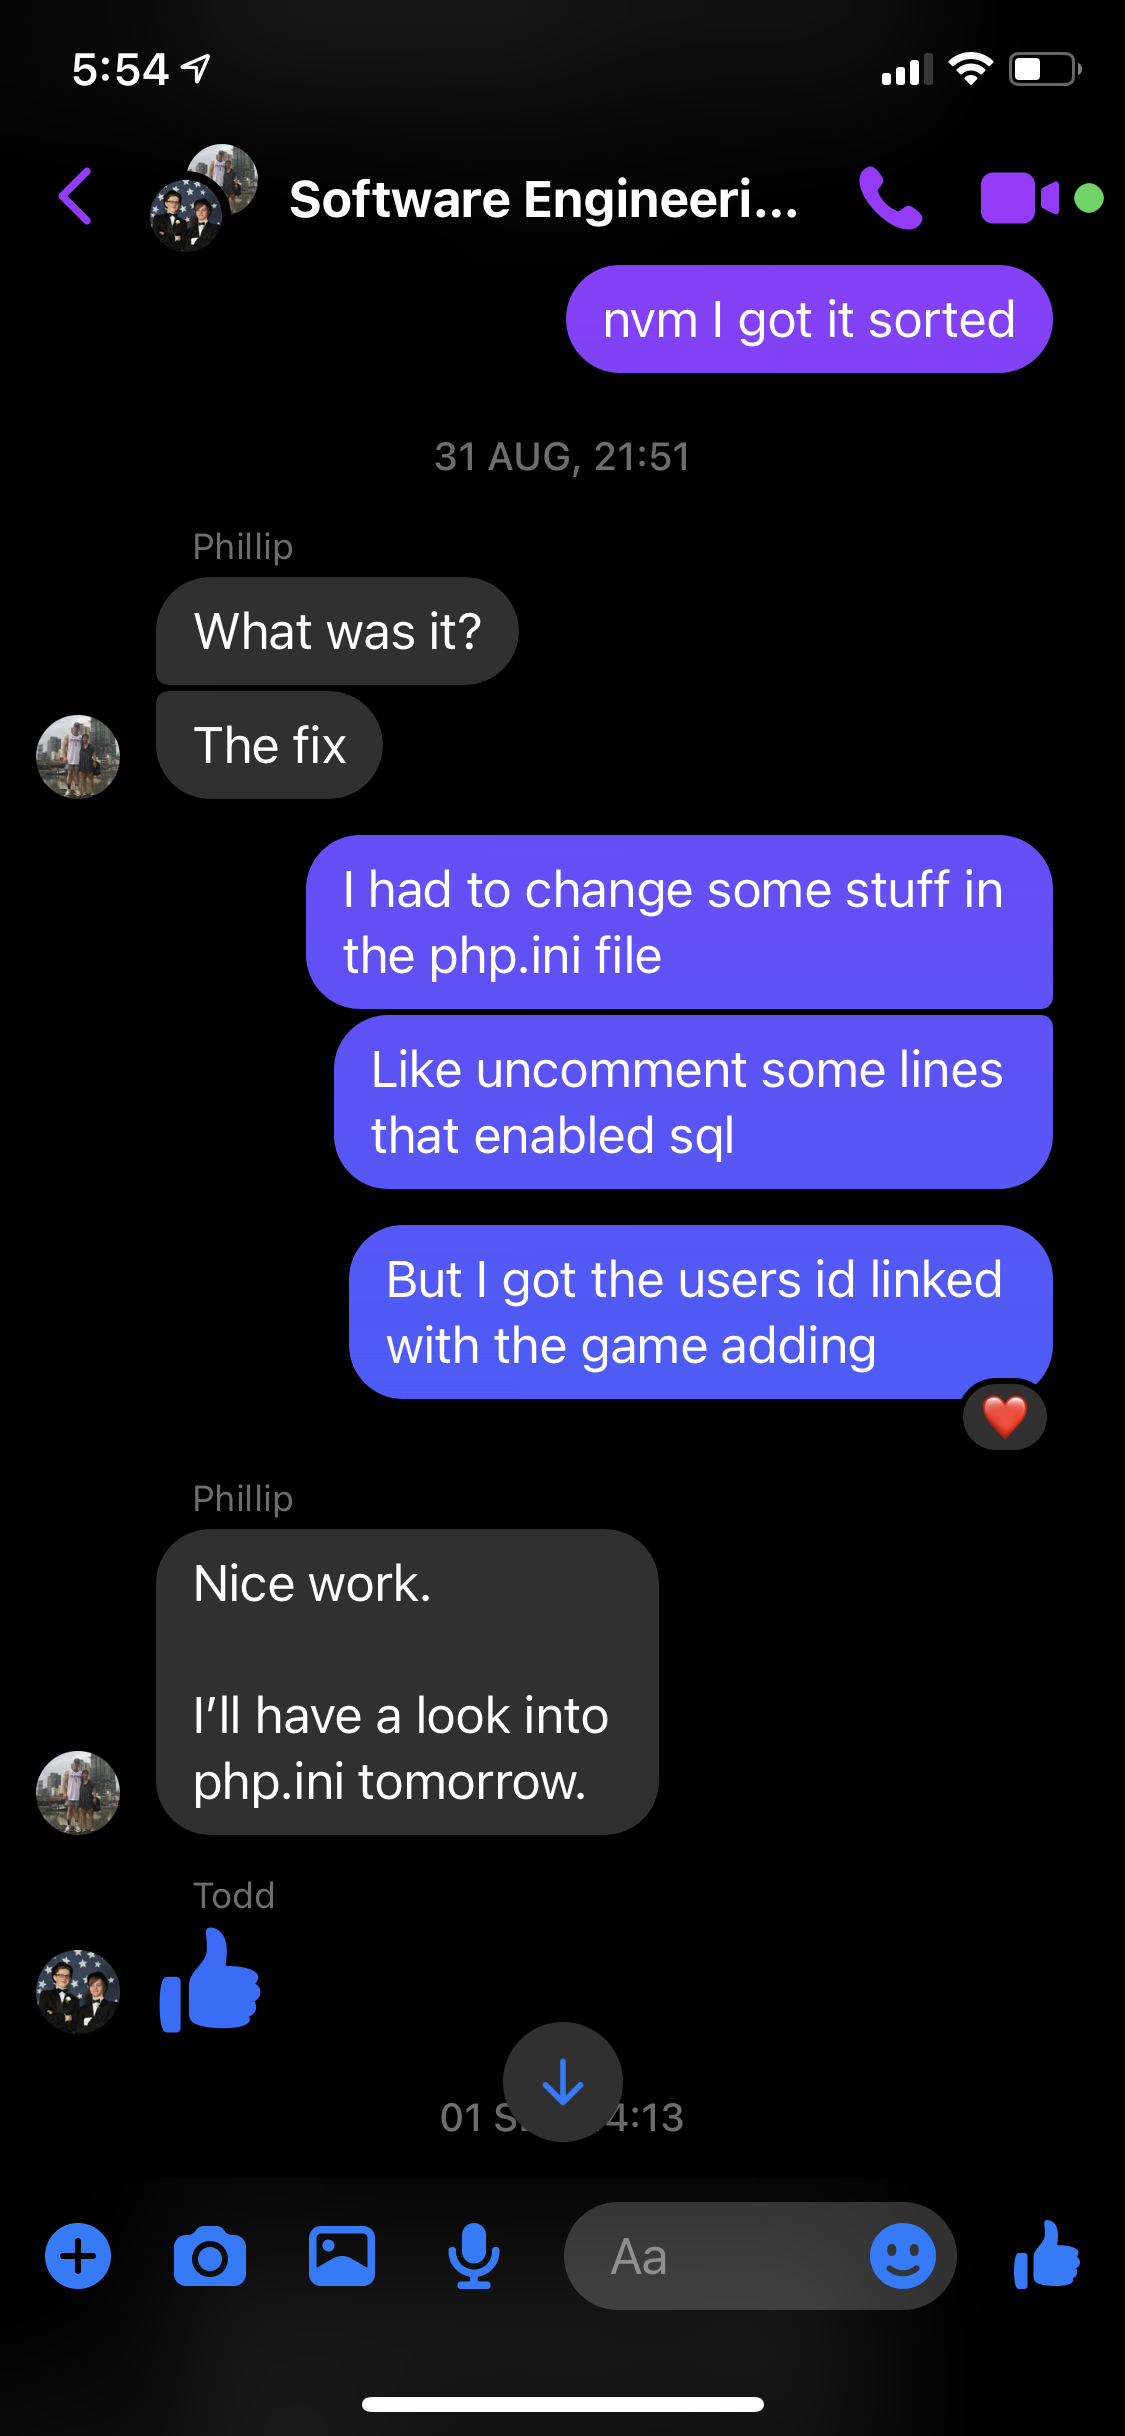 5:54
Software Engineeri...
nvm I got it sorted
31 AUG, 21:51
Phillip
What was it?
The fix
I had to change some stuff in
the php.ini file
Like uncomment some lines
that enabled sql
But I got the users id linked
with the game adding
Phillip
Nice work.
I'll have a look into
php.ini tomorrow.
Todd
01 S 4:13
Aa